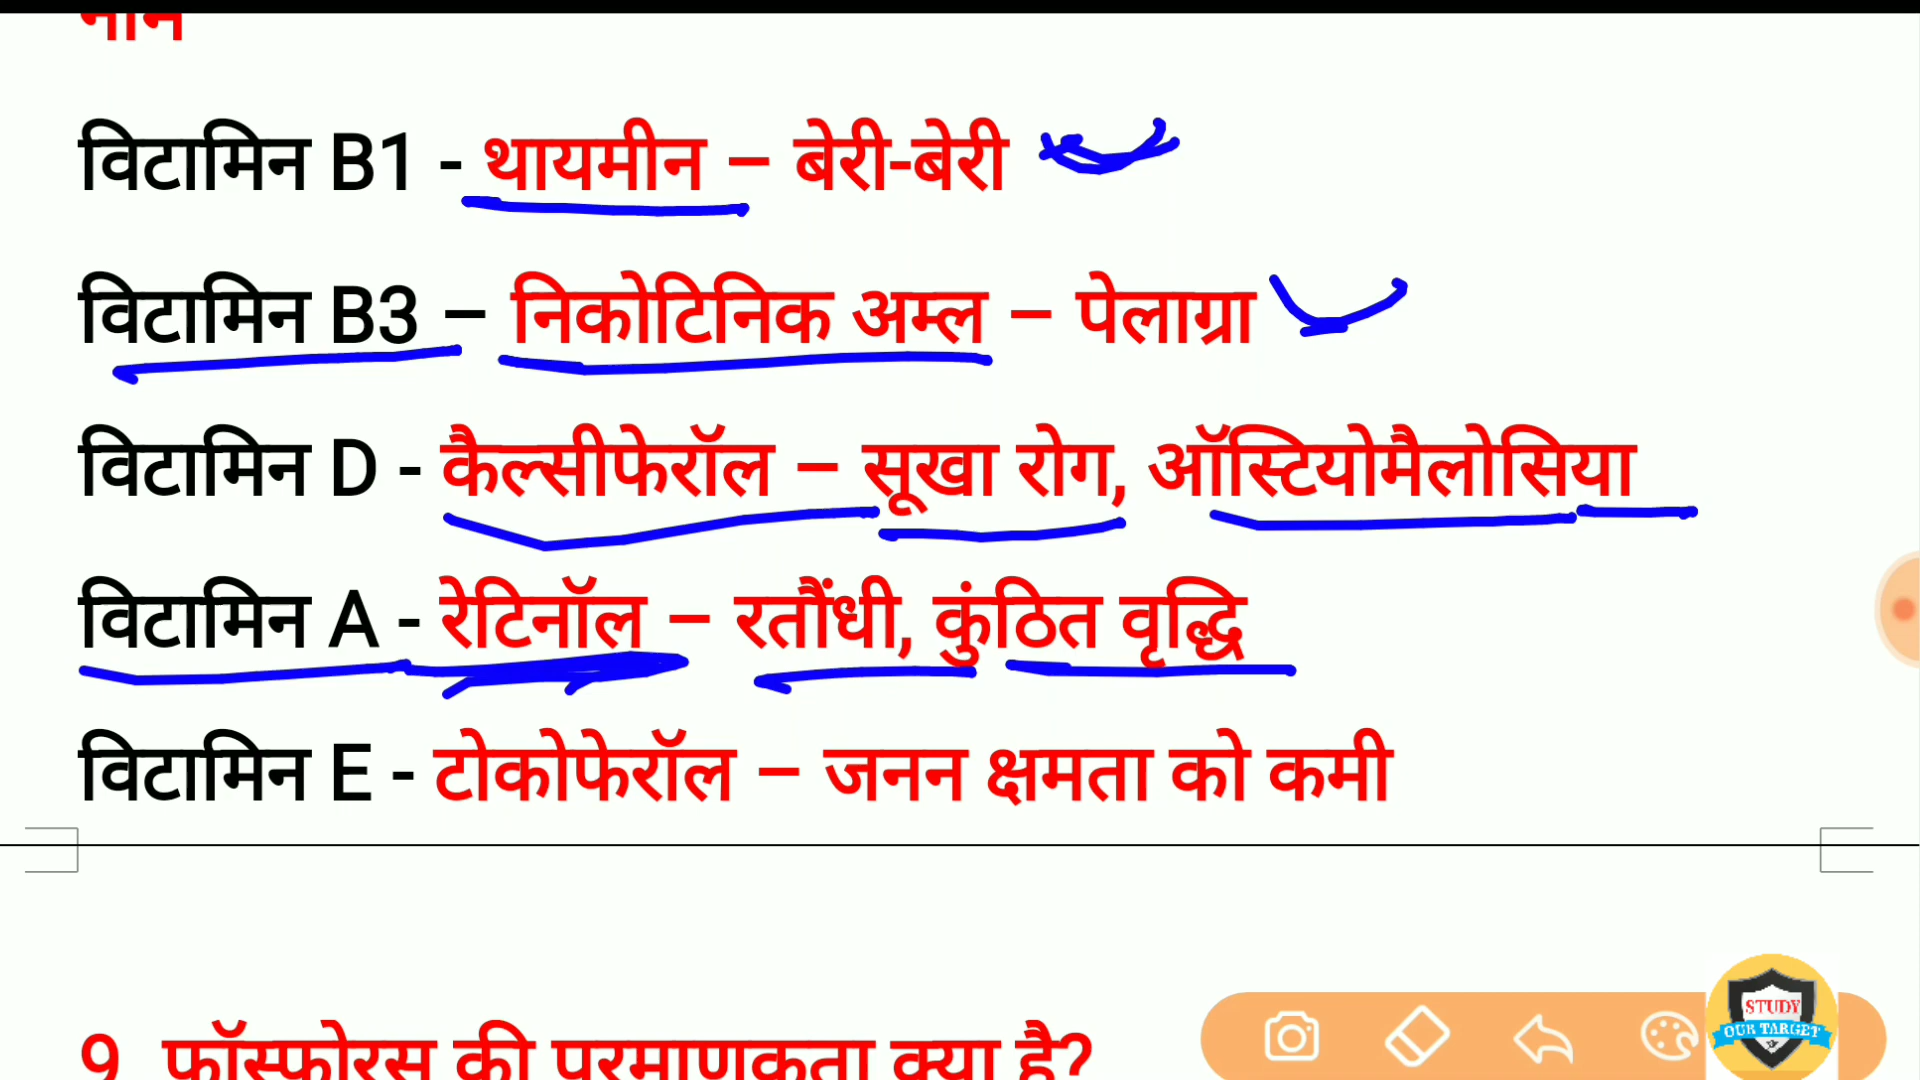 नाम
विटामिन B1 - थायमीन – बेरी-बेरी
विटामिन B3 – निकोटिनिक अम्ल – पेलाग्रा
विटामिन D - कैल्सीफेरॉल – सूखा रोग, ऑस्टियोमैलोसिया
विटामिन A - रेटिनॉल – रतौंधी, कुंठित वृद्धि
विटामिन E - टोकोफेरॉल – जनन क्षमता को कमी
9. फॉस्फोरस की परमाणुकता क्या है?
STUDY
OUR TARGET